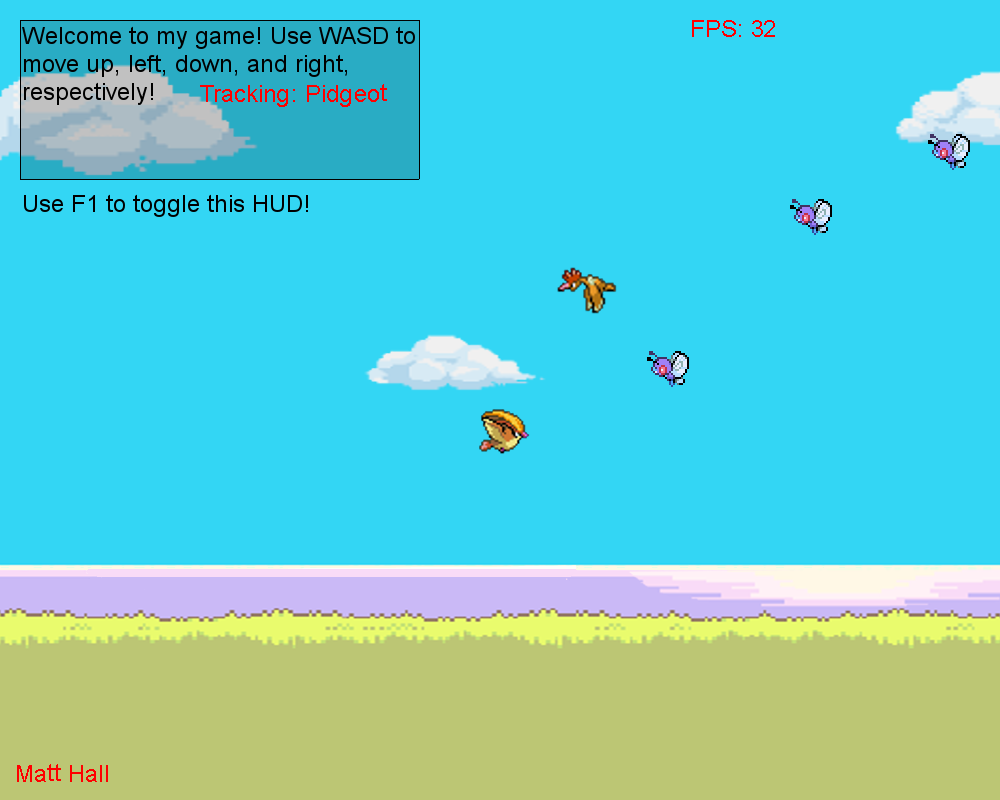 FPS: 32
Welcome to my game! Use WASD to
move up, left, down, and right,
respectively!
Tracking: Pidgeot
Use F1 to toggle this HUD!
Matt Hall